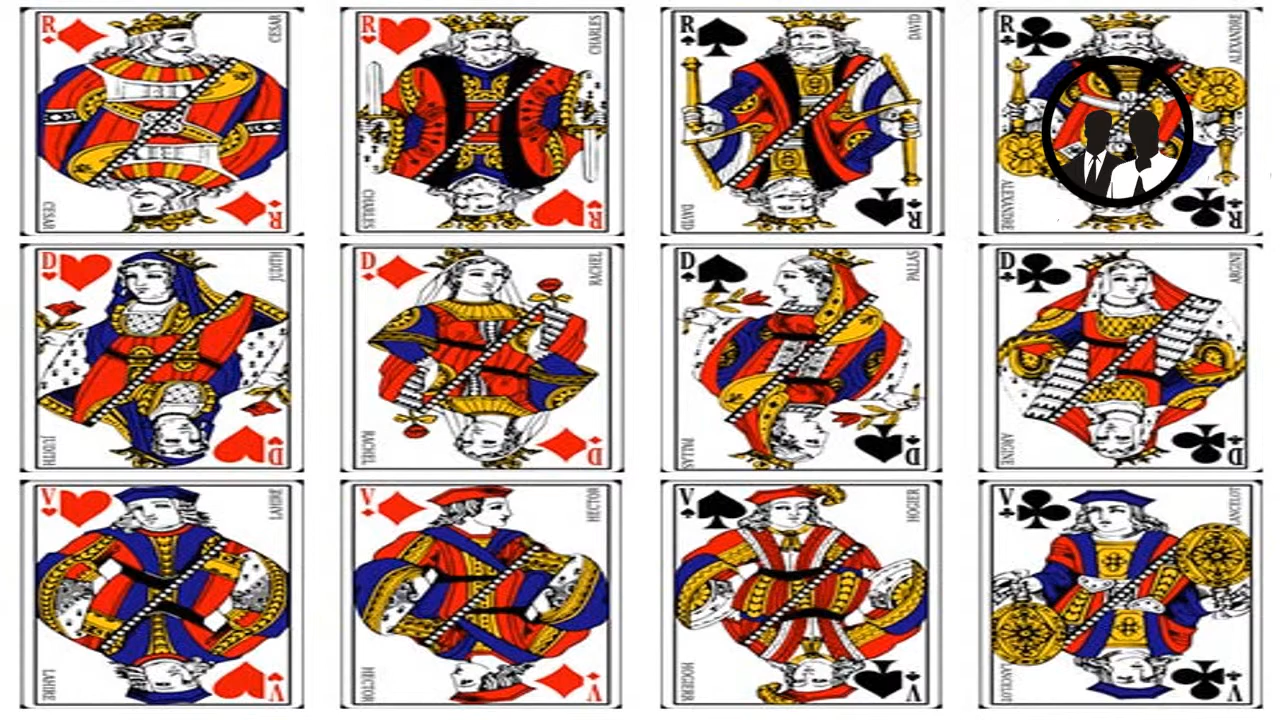 R CESAR
CESAR R
R CHARLES
CHARLES R
R DAVID
DAVID R
R ALEXANDRE
ALEXANDRE R
D JUDITH
JUDITH D
D RACHEL
RACHEL D
D PALLAS
PALLAS D
D ARGINE
ARGINE D
V LAHIRE
LAHIRE V
V HECTOR
HECTOR V
V HOGIER
HOGIER V
V LANCELOT
LANCELOT V